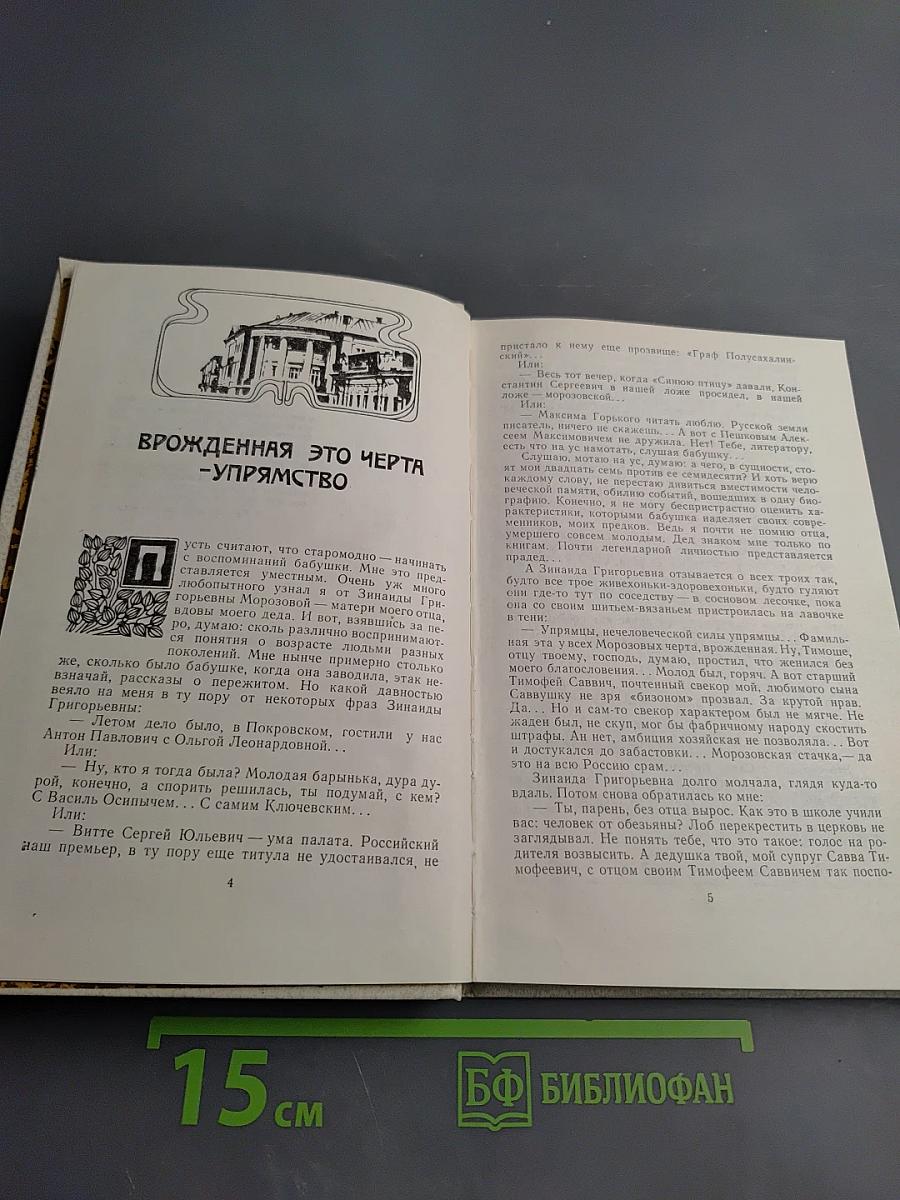 ВРОЖДЕННАЯ ЭТО ЧЕРТА
–УПРЯМСТВО
Пусть считают, что старомодно — начинать
с воспоминаний бабушки. Мне это пред-
ставляется уместным. Очень уж много
любопытного узнал я от Зинаиды Гри-
горьевны Морозовой — матери моего отца,
вдовы моего деда. И вот, взявшись за пе-
ро, думаю: сколь различно воспринимают-
ся понятия о возрасте людьми разных
поколений. Мне нынче примерно столько
же, сколько было бабушке, когда она заводила, этак не-
взначай, рассказы о пережитом. Но какой давностью
веяло на меня в ту пору от некоторых фраз Зинаиды
Григорьевны:
— Летом дело было, в Покровском, гостили у нас
Антон Павлович с Ольгой Леонардовной...
Или:
— Ну, кто я тогда была? Молодая барынька, дура ду-
рой, конечно, а спорить решилась, ты подумай, с кем?
С Василь Осипычем... С самим Ключевским...
Или:
— Витте Сергей Юльевич — ума палата. Российский
наш премьер, в ту пору еще титула не удостаивался, не
4
пристало к нему еще прозвище: «Граф Полусахалин-
ский»...
Или:
— Весь тот вечер, когда «Синюю птицу» давали, Кон-
стантин Сергеевич в нашей ложе просидел, в нашей
ложе — морозовской...
Или:
— Максима Горького читать люблю. Русской земли
писатель, ничего не скажешь... А вот с Пешковым Алек-
сеем Максимовичем не дружила. Нет! Тебе, литератору,
есть что на ус намотать, слушая бабушку...
Слушаю, мотаю на ус, думаю: а чего, в сущности, сто-
ят мои двадцать семь против ее семидесяти? И хоть верю
каждому слову, не перестаю дивиться вместимости чело-
веческой памяти, обилию событий, вошедших в одну био-
графию. Конечно, я не могу беспристрастно оценить ха-
рактеристики, которыми бабушка наделяет своих совре-
менников, моих предков. Ведь я почти не помню отца,
умершего совсем молодым. Дед знаком мне только по
книгам. Почти легендарной личностью представляется
прадед...
А Зинаида Григорьевна отзывается о всех троих так,
будто все трое живехоньки-здоровехоньки, будто гуляют
они где-то тут по соседству — в сосновом лесочке, пока
она со своим шитьем-вязаньем пристроилась на лавочке
в тени:
— Упрямцы, нечеловеческой силы упрямцы... Фамиль-
ная эта у всех Морозовых черта, врожденная. Ну, Тимоше,
отцу твоему, господь, думаю, простил, что женился без
моего благословения... Молод был, горяч. А вот старший
Тимофей Саввич, почтенный свекор мой, любимого сына
Саввушку не зря «бизоном» прозвал. За крутой нрав.
Да... Но и сам-то свекор характером был не мягче. Не
жаден был, не скуп, мог бы фабричному народу скостить
штрафы. Ан нет, амбиция хозяйская не позволяла... Вот
и достукался до забастовки... Морозовская стачка,— да
это на всю Россию срам...
Зинаида Григорьевна долго молчала, глядя куда-то
вдаль. Потом снова обратилась ко мне:
— Ты, парень, без отца вырос. Как это в школе учили
вас: человек от обезьяны? Лоб перекрестить в церковь не
заглядывал. Не понять тебе, что это такое: голос на ро-
дителя возвысить. А дедушка твой, мой супруг Савва Ти-
мофеевич, с отцом своим Тимофеем Саввичем так поспо-
5
15 см
БФ БИБЛИОФАН